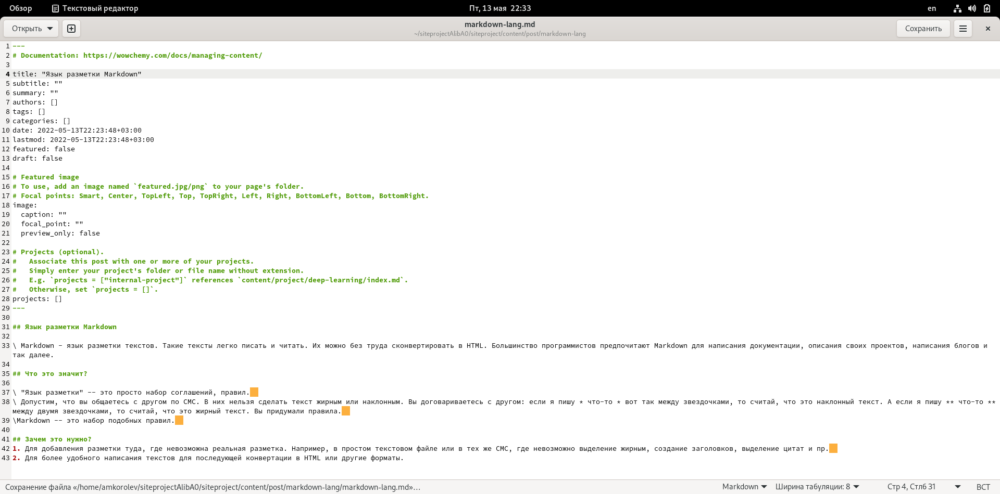 Обзор Текстовый редактор Пт, 13 мая 22:33 en
Открыть markdown-lang.md Сохранить
~/siteprojectAlibA0/siteproject/content/post/markdown-lang
1 ---
2 # Documentation: https://wowchemy.com/docs/managing-content/
3
4 title: "Язык разметки Markdown"
5 subtitle: ""
6 summary: ""
7 authors: []
8 tags: []
9 categories: []
10 date: 2022-05-13T22:23:48+03:00
11 lastmod: 2022-05-13T22:23:48+03:00
12 featured: false
13 draft: false
14
15 # Featured image
16 # To use, add an image named `featured.jpg/png` to your page's folder.
17 # Focal points: Smart, Center, TopLeft, Top, TopRight, Left, Right, BottomLeft, Bottom, BottomRight.
18 image:
19   caption: ""
20   focal_point: ""
21   preview_only: false
22
23 # Projects (optional).
24 #   Associate this post with one or more of your projects.
25 #   Simply enter your project's folder or file name without extension.
26 #   E.g. `projects = ["internal-project"]` references `content/project/deep-learning/index.md`.
27 #   Otherwise, set `projects = []`.
28 projects: []
29 ---
30
31 ## Язык разметки Markdown
32
33 \ Markdown - язык разметки текстов. Такие тексты легко писать и читать. Их можно без труда сконвертировать в HTML. Большинство программистов предпочитают Markdown для написания документации, описания своих проектов, написания блогов и
так далее.
34
35 ## Что это значит?
36
37 \ "Язык разметки" -- это просто набор соглашений, правил.
38 \ Допустим, что вы общаетесь с другом по СМС. В них нельзя сделать текст жирным или наклонным. Вы договариваетесь с другом: если я пишу * что-то * вот так между звездочками, то считай, что это наклонный текст. А если я пишу ** что-то **
между двумя звездочками, то считай, что это жирный текст. Вы придумали правила.
39 \Markdown -- это набор подобных правил.
40
41 ## Зачем это нужно?
42 1. Для добавления разметки туда, где невозможна реальная разметка. Например, в простом текстовом файле или в тех же СМС, где невозможно выделение жирным, создание заголовков, выделение цитат и пр.
43 2. Для более удобного написания текстов для последующей конвертации в HTML или другие форматы.
Сохранение файла «/home/amkorolev/siteprojectAlibA0/siteproject/content/post/markdown-lang/markdown-lang.md»… Markdown Ширина табуляции: 8 Стр 4, Стлб 31 ВСТ